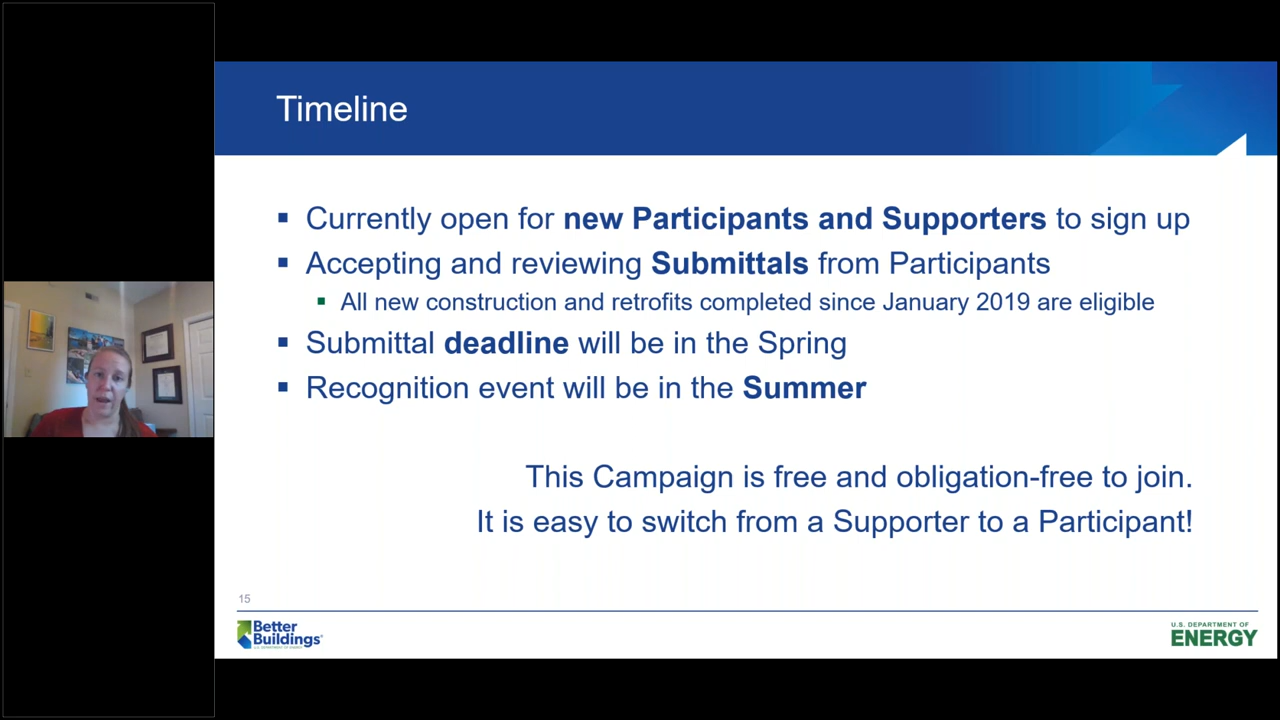 Timeline
▪ Currently open for new Participants and Supporters to sign up
▪ Accepting and reviewing Submittals from Participants
▪ All new construction and retrofits completed since January 2019 are eligible
▪ Submittal deadline will be in the Spring
▪ Recognition event will be in the Summer
This Campaign is free and obligation-free to join.
It is easy to switch from a Supporter to a Participant!
15
Better
Buildings®
U.S. DEPARTMENT OF ENERGY
U.S. DEPARTMENT OF
ENERGY